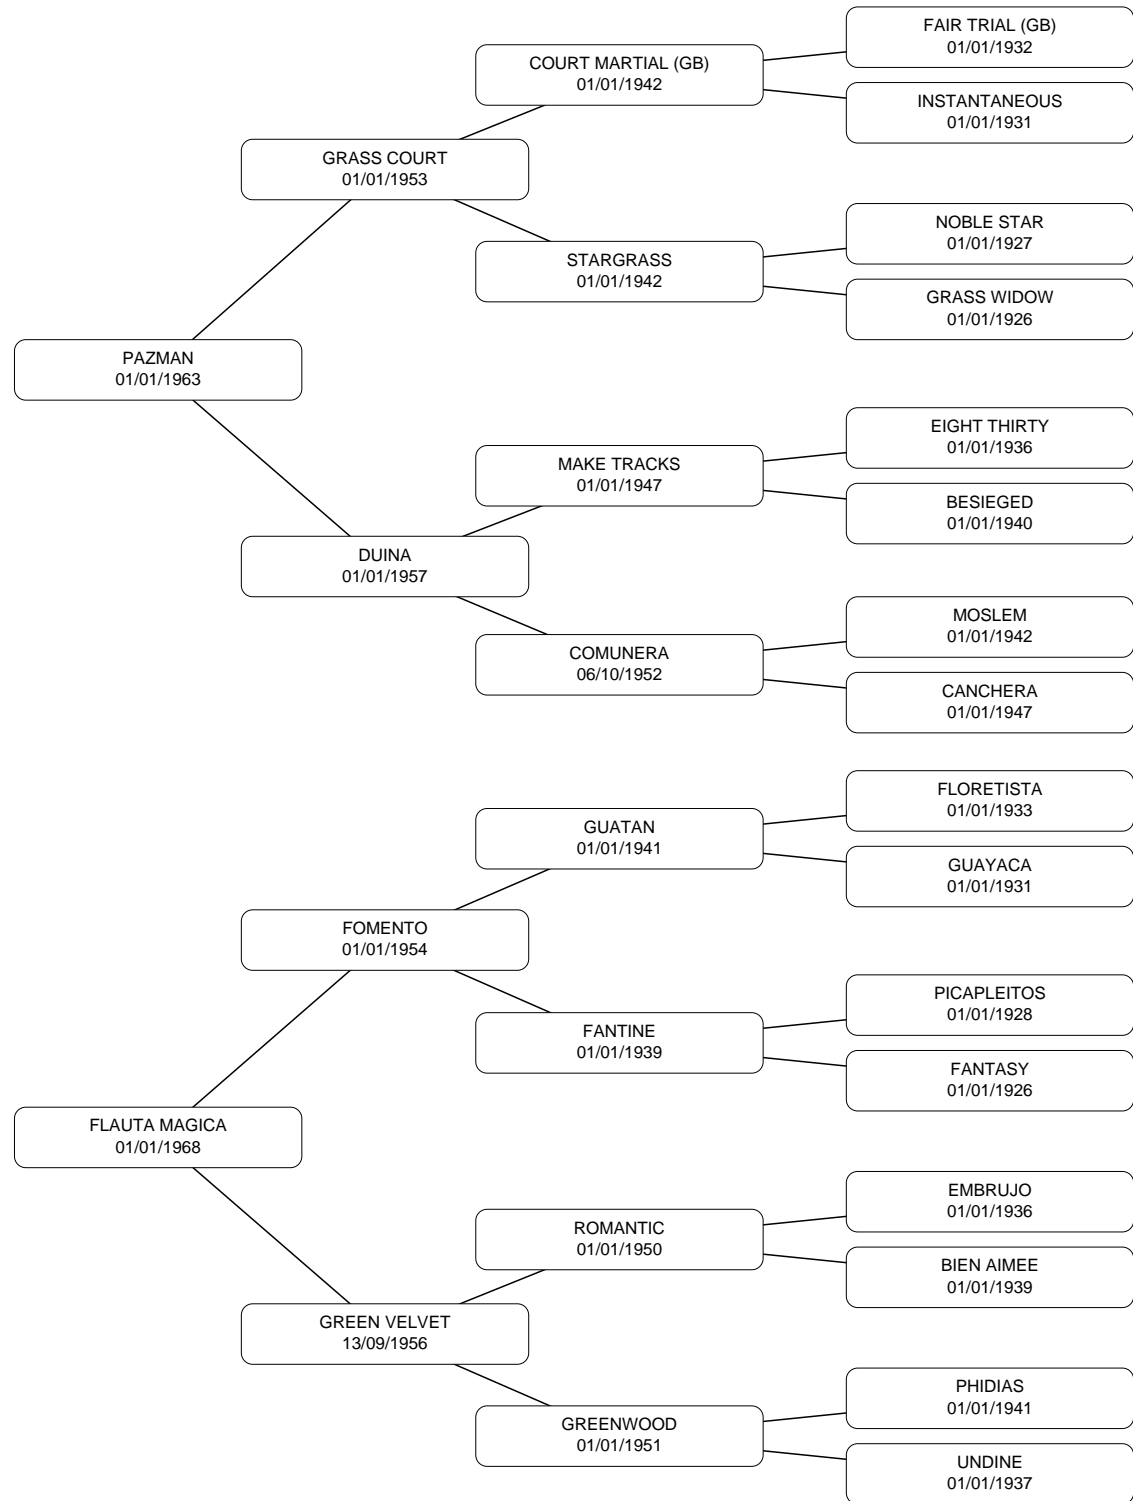 FAIR TRIAL (GB)
01/01/1932
COURT MARTIAL (GB)
01/01/1942
INSTANTANEOUS
01/01/1931
GRASS COURT
01/01/1953
NOBLE STAR
01/01/1927
STARGRASS
01/01/1942
GRASS WIDOW
01/01/1926
PAZMAN
01/01/1963
EIGHT THIRTY
01/01/1936
MAKE TRACKS
01/01/1947
BESIEGED
01/01/1940
DUINA
01/01/1957
MOSLEM
01/01/1942
COMUNERA
06/10/1952
CANCHERA
01/01/1947
FLORETISTA
01/01/1933
GUATAN
01/01/1941
GUAYACA
01/01/1931
FOMENTO
01/01/1954
PICAPLEITOS
01/01/1928
FANTINE
01/01/1939
FANTASY
01/01/1926
FLAUTA MAGICA
01/01/1968
EMBRUJO
01/01/1936
ROMANTIC
01/01/1950
BIEN AIMEE
01/01/1939
GREEN VELVET
13/09/1956
PHIDIAS
01/01/1941
GREENWOOD
01/01/1951
UNDINE
01/01/1937